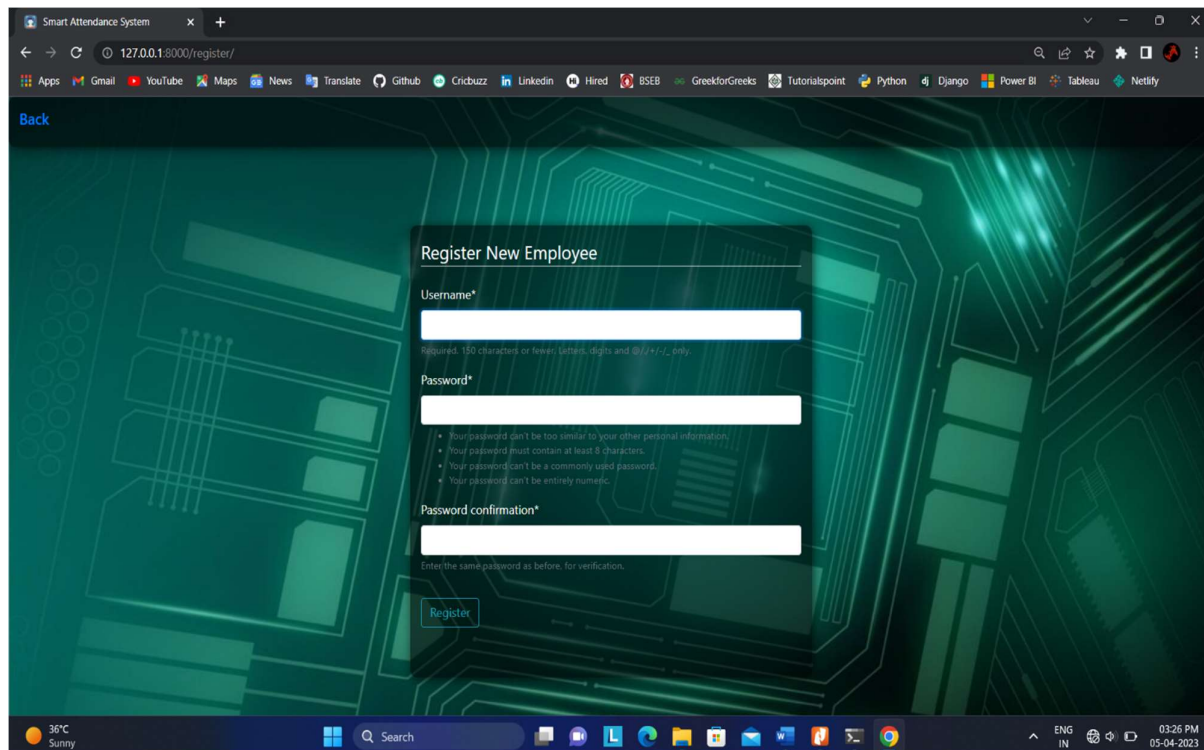 Smart Attendance System
127.0.0.1:8000/register/
Apps Gmail YouTube Maps News Translate Github Cricbuzz Linkedin Hired BSEB GreekforGreeks Tutorialspoint Python Django Power BI Tableau Netlify
Back
Register New Employee
Username*
Required. 150 characters or fewer. Letters, digits and @/./+/-/_ only.
Password*
Your password can't be too similar to your other personal information.
Your password must contain at least 8 characters.
Your password can't be a commonly used password.
Your password can't be entirely numeric.
Password confirmation*
Enter the same password as before, for verification.
Register
36°C
Sunny
Search
ENG
IN
03:26 PM
05-04-2023